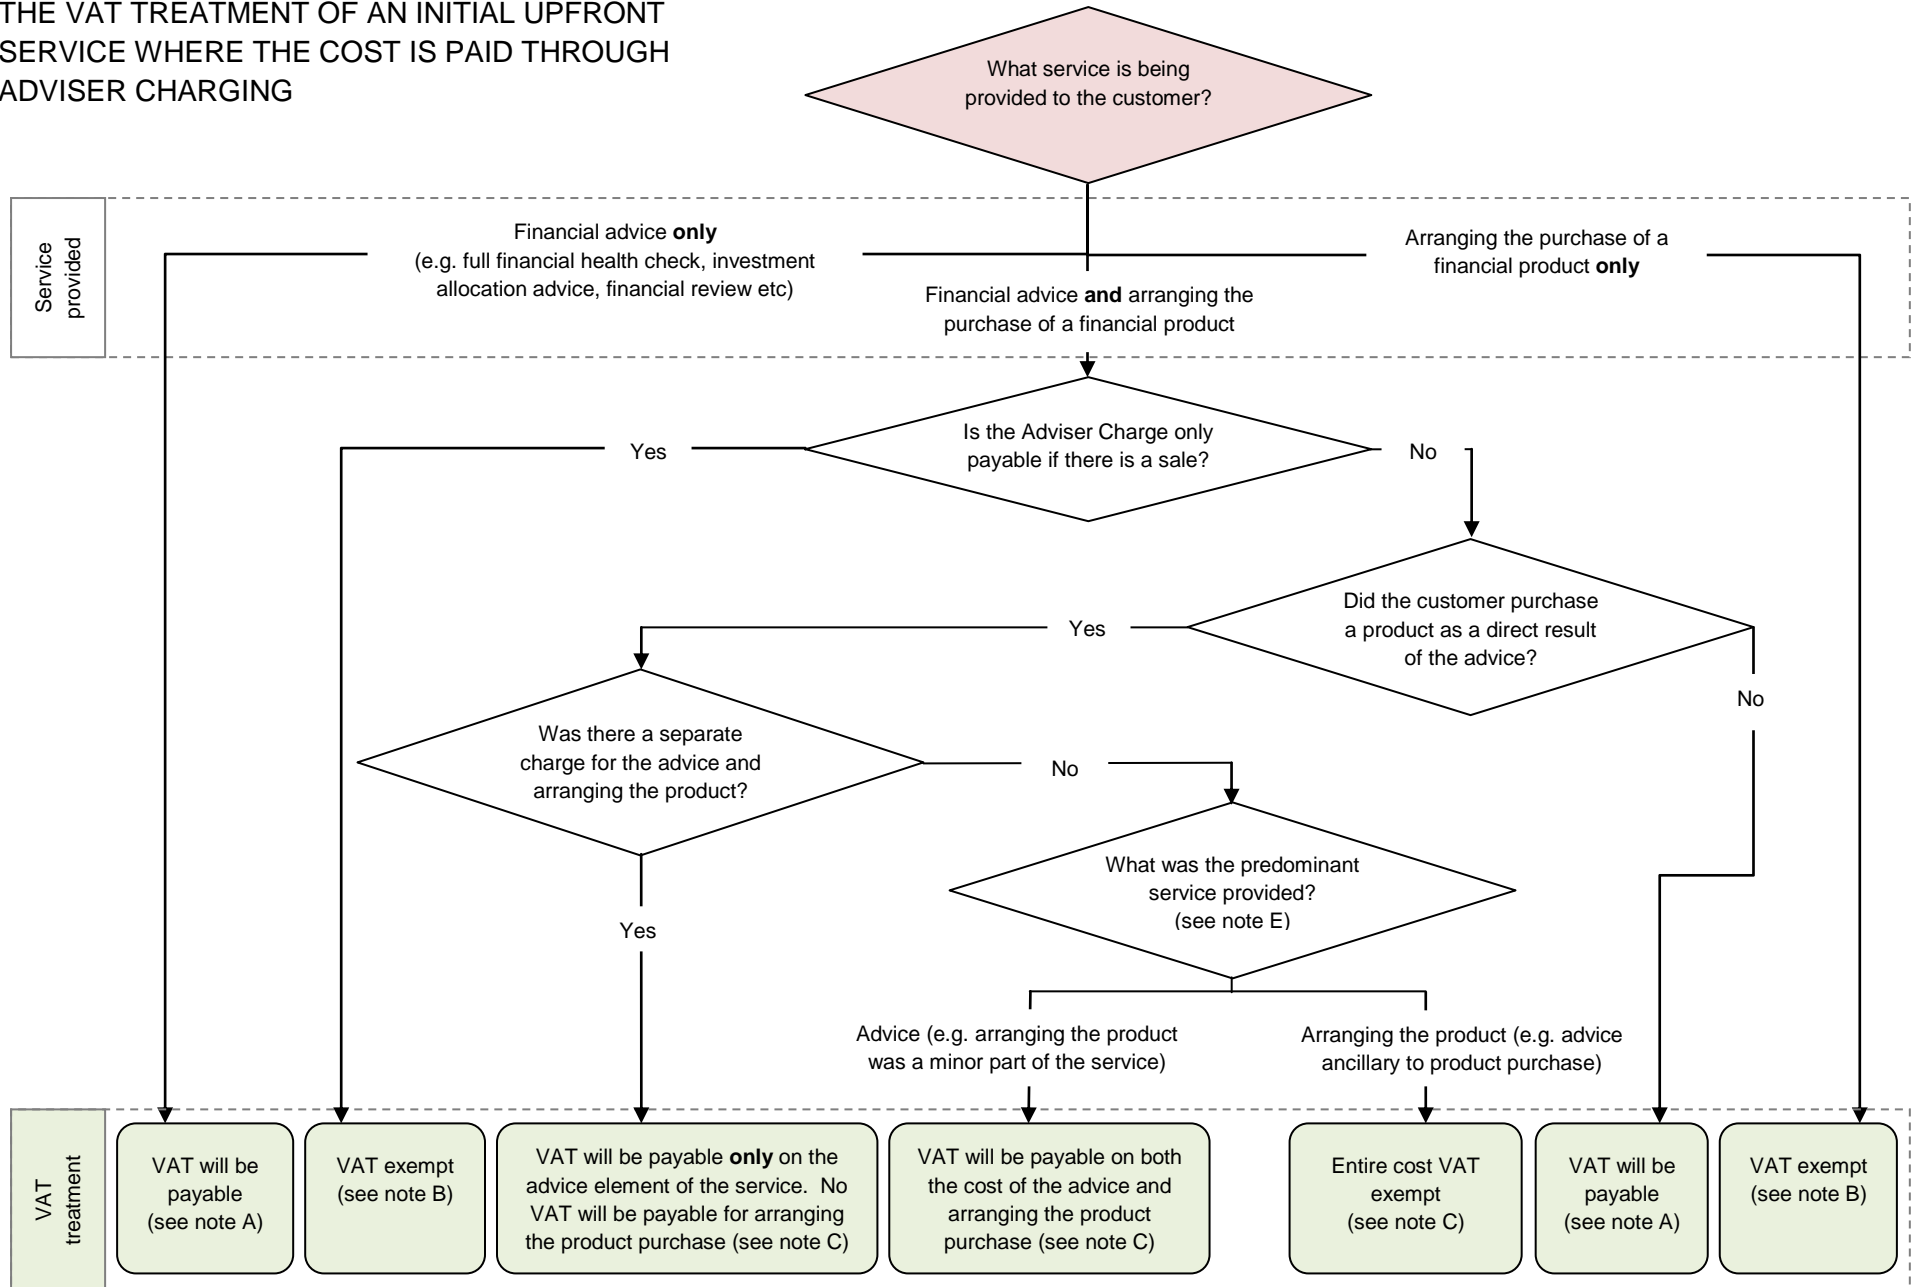 THE VAT TREATMENT OF AN INITIAL UPFRONT
SERVICE WHERE THE COST IS PAID THROUGH
ADVISER CHARGING
What service is being
provided to the customer?
Service
provided
Financial advice only
(e.g. full financial health check, investment
allocation advice, financial review etc)
Financial advice and arranging the
purchase of a financial product
Arranging the purchase of a
financial product only
Is the Adviser Charge only
payable if there is a sale?
Yes
No
Did the customer purchase
a product as a direct result
of the advice?
Yes
No
Was there a separate
charge for the advice and
arranging the product?
No
Yes
What was the predominant
service provided?
(see note E)
Advice (e.g. arranging the product
was a minor part of the service)
Arranging the product (e.g. advice
ancillary to product purchase)
VAT
treatment
VAT will be
payable
(see note A)
VAT exempt
(see note B)
VAT will be payable only on the
advice element of the service. No
VAT will be payable for arranging
the product purchase (see note C)
VAT will be payable on both
the cost of the advice and
arranging the product
purchase (see note C)
Entire cost VAT
exempt
(see note C)
VAT will be
payable
(see note A)
VAT exempt
(see note B)